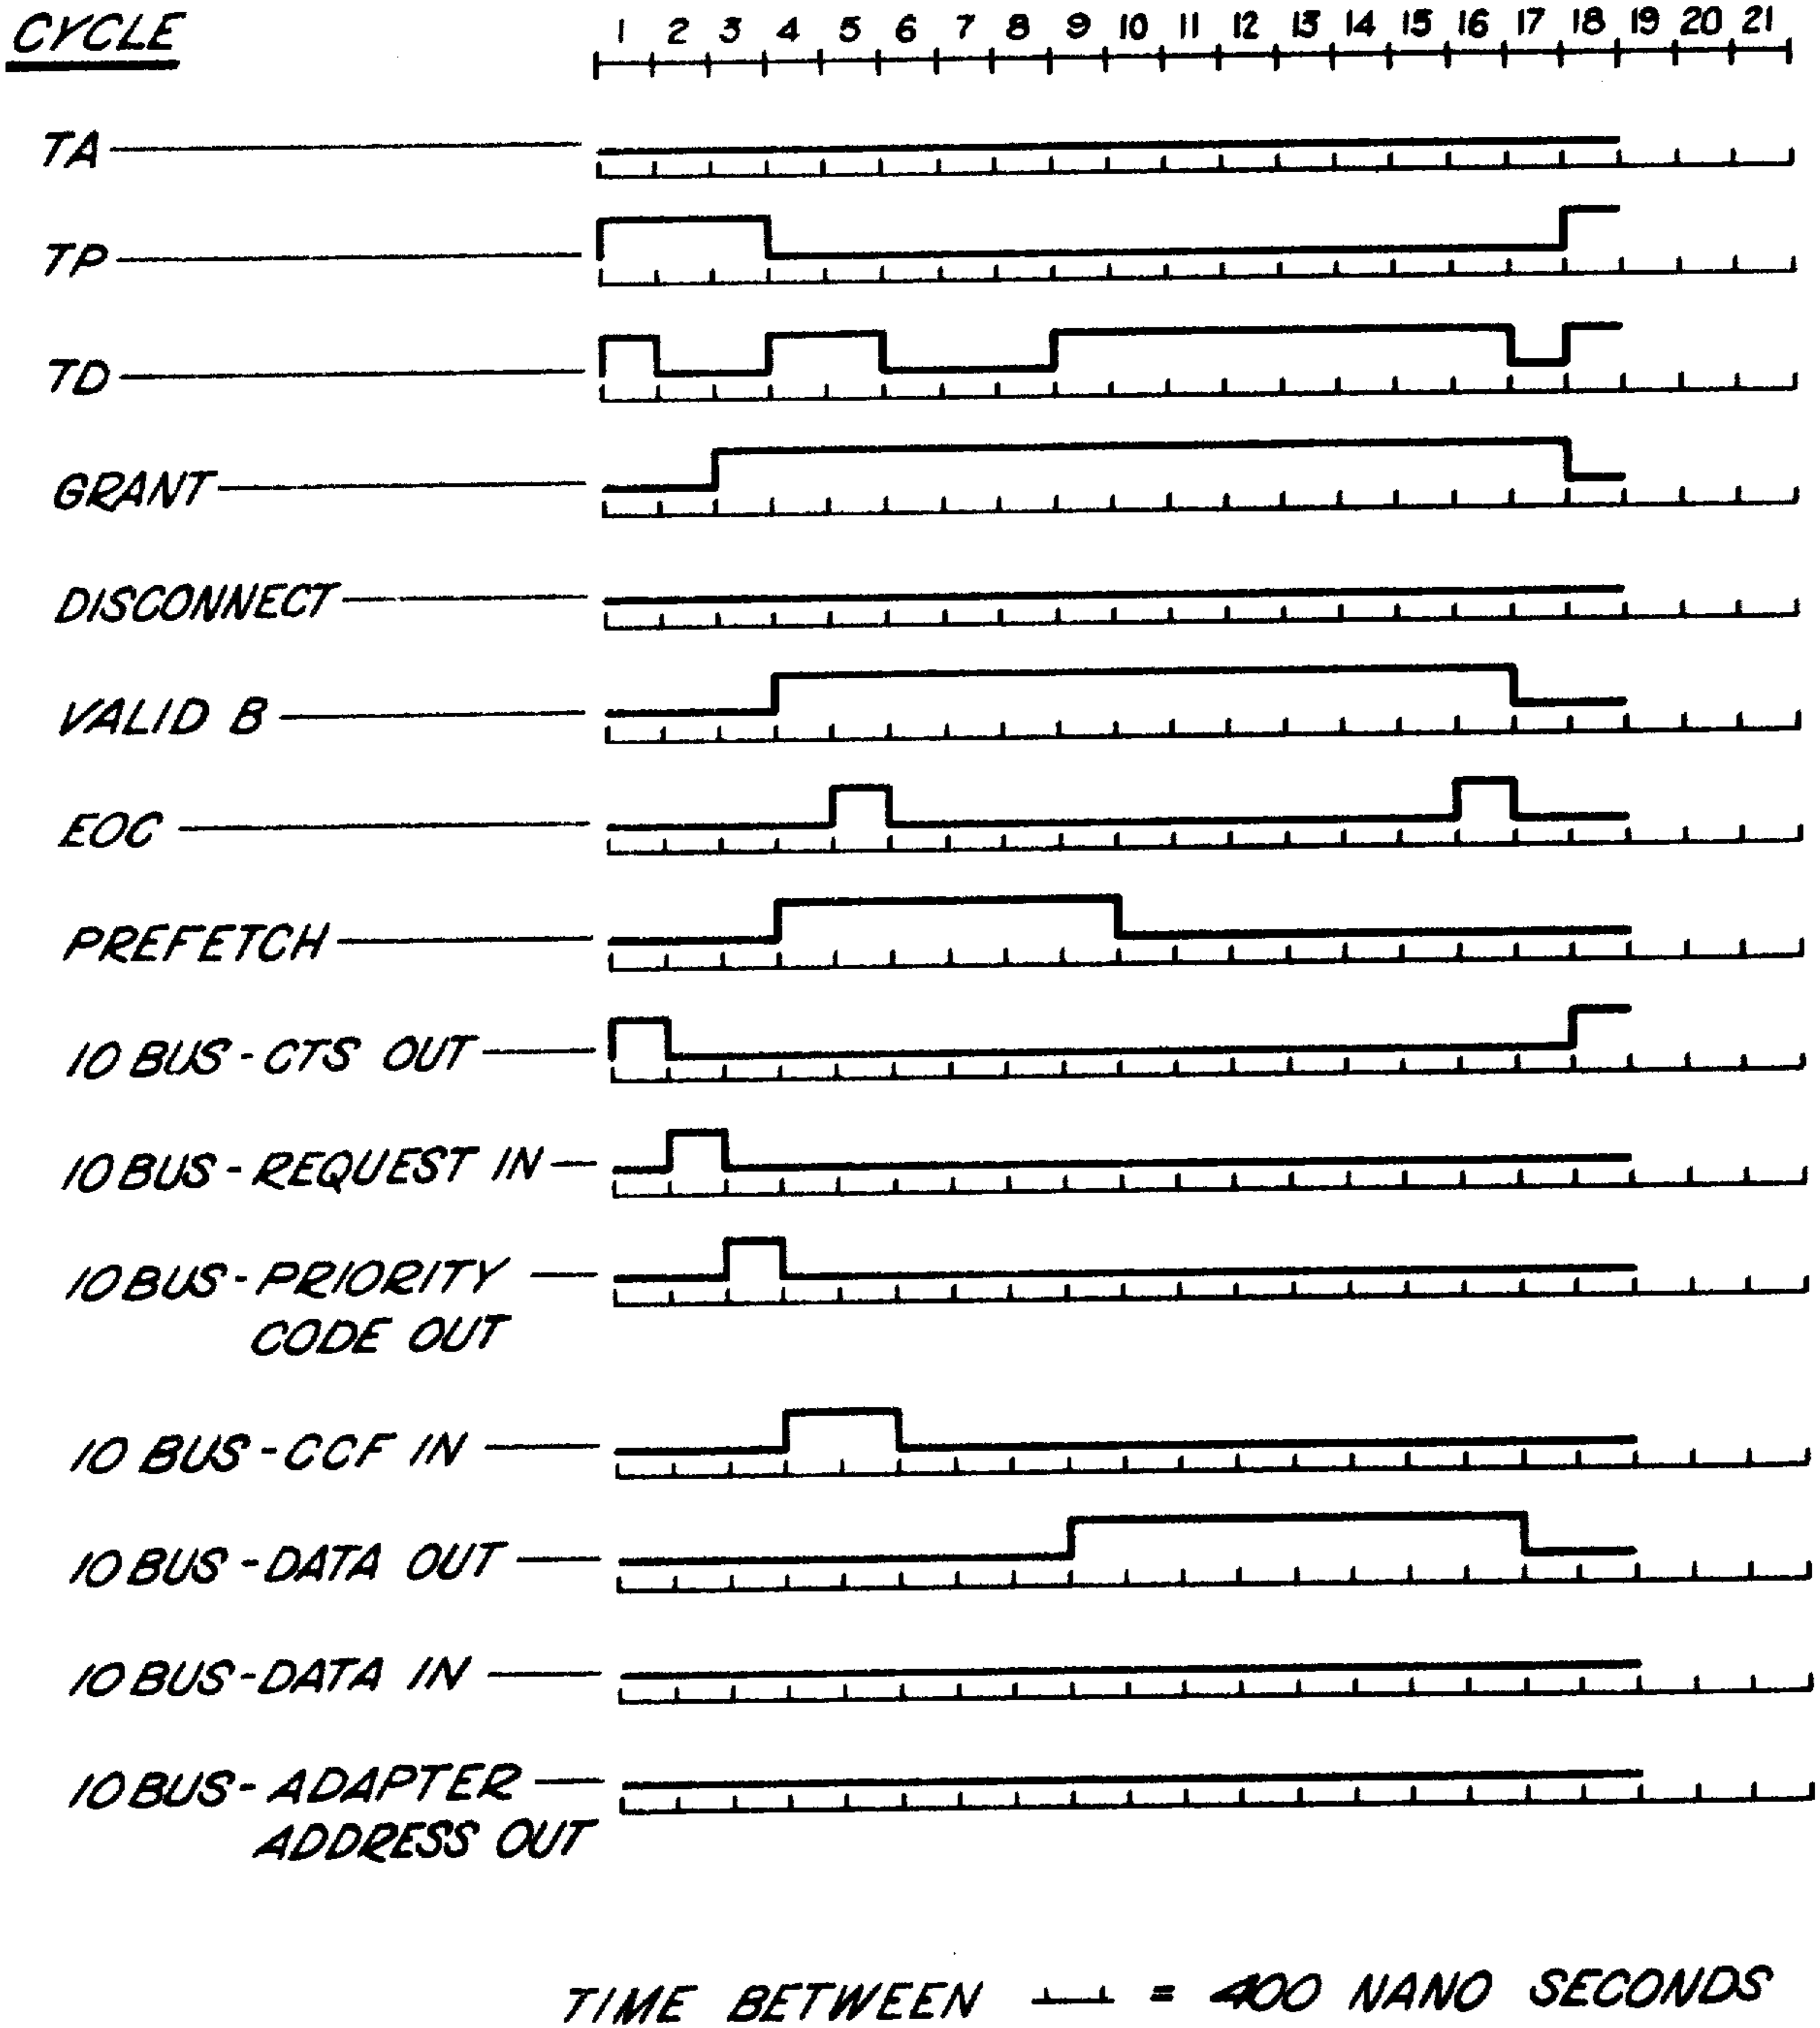 CYCLE 1 2 3 4 5 6 7 8 9 10 11 12 13 14 15 16 17 18 19 20 21
TA
TP
TD
GRANT
DISCONNECT
VALID B
EOC
PREFETCH
IO BUS - CTS OUT
IO BUS - REQUEST IN
IO BUS - PRIORITY
CODE OUT
IO BUS - CCF IN
IO BUS - DATA OUT
IO BUS - DATA IN
IO BUS - ADAPTER
ADDRESS OUT
TIME BETWEEN = 400 NANO SECONDS